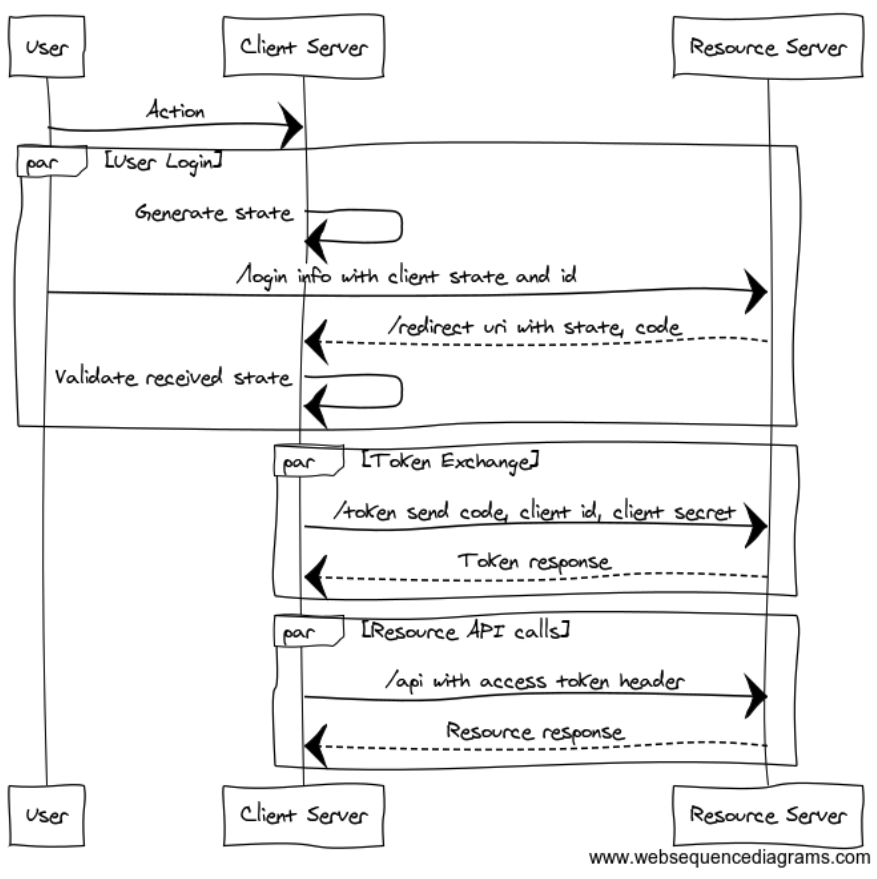 User
Client Server
Resource Server
Action
par
[User Login]
Generate state
/login info with client state and id
/redirect uri with state, code
Validate received state
par
[Token Exchange]
/token send code, client id, client secret
Token response
par
[Resource API calls]
/api with access token header
Resource response
User
Client Server
Resource Server
www.websequencediagrams.com